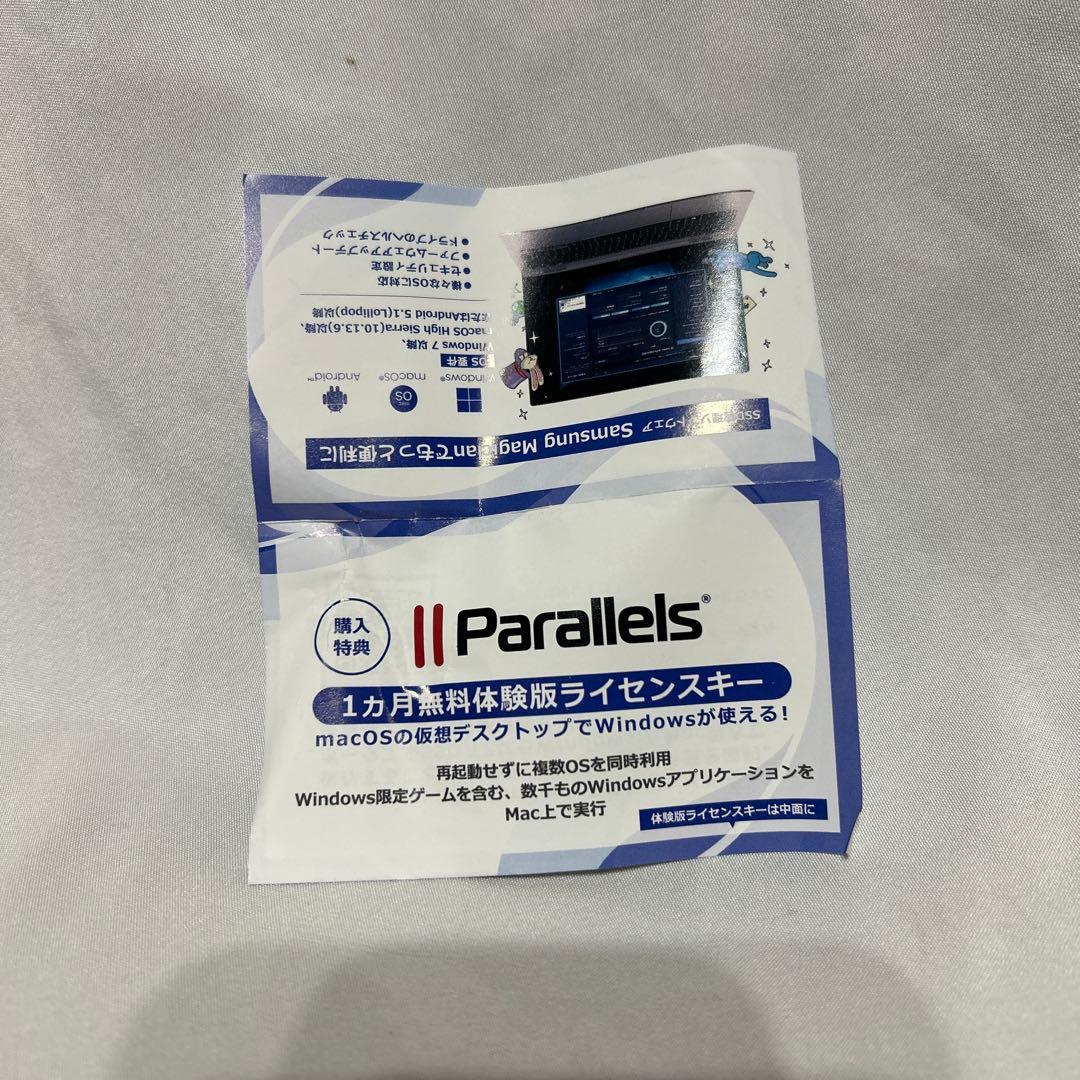 SSD管理ソフトウェア Samsung Magicianでもっと便利に
Windows® macOS® Android™
macOS
OS 要件
Windows 7 以降、
macOS High Sierra(10.13.6)以降、
またはAndroid 5.1(Lollipop)以降
●様々なOSに対応
●セキュリティ設定
●ファームウェアアップデート
●ドライブのヘルスチェック
購入
特典
Parallels®
1ヵ月無料体験版ライセンスキー
macOSの仮想デスクトップでWindowsが使える!
再起動せずに複数OSを同時利用
Windows限定ゲームを含む、数千ものWindowsアプリケーションを
Mac上で実行
体験版ライセンスキーは中面に